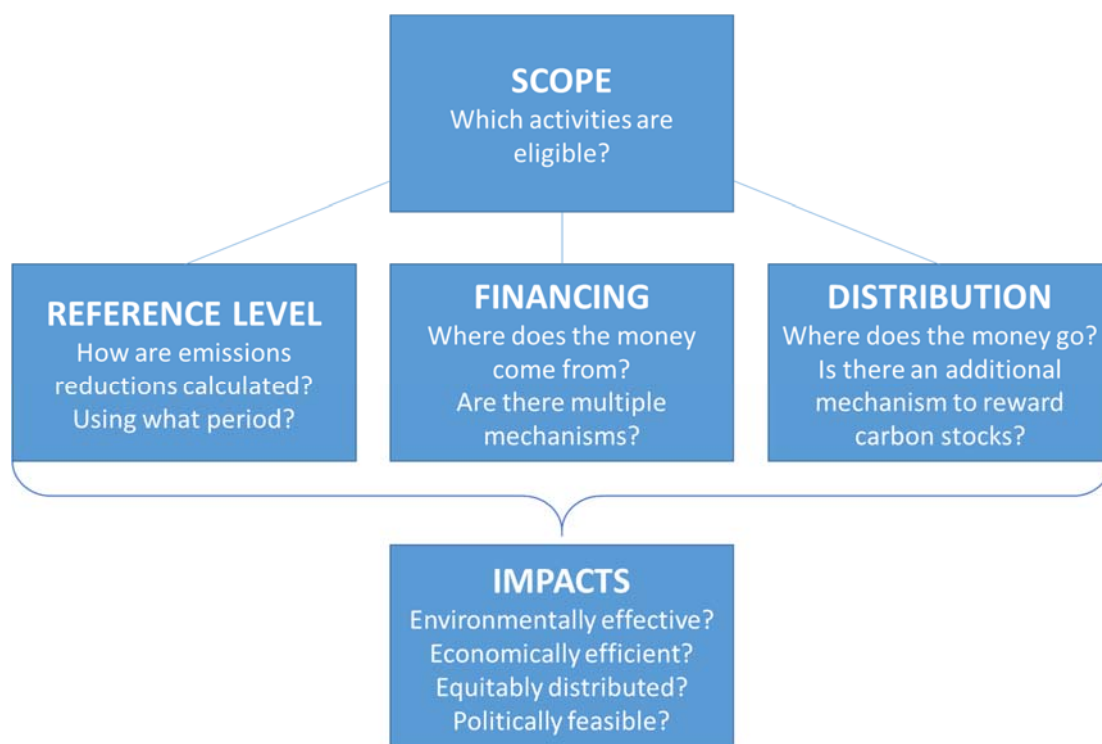 SCOPE
Which activities are
eligible?
REFERENCE LEVEL
How are emissions
reductions calculated?
Using what period?
FINANCING
Where does the money
come from?
Are there multiple
mechanisms?
DISTRIBUTION
Where does the money go?
Is there an additional
mechanism to reward
carbon stocks?
IMPACTS
Environmentally effective?
Economically efficient?
Equitably distributed?
Politically feasible?